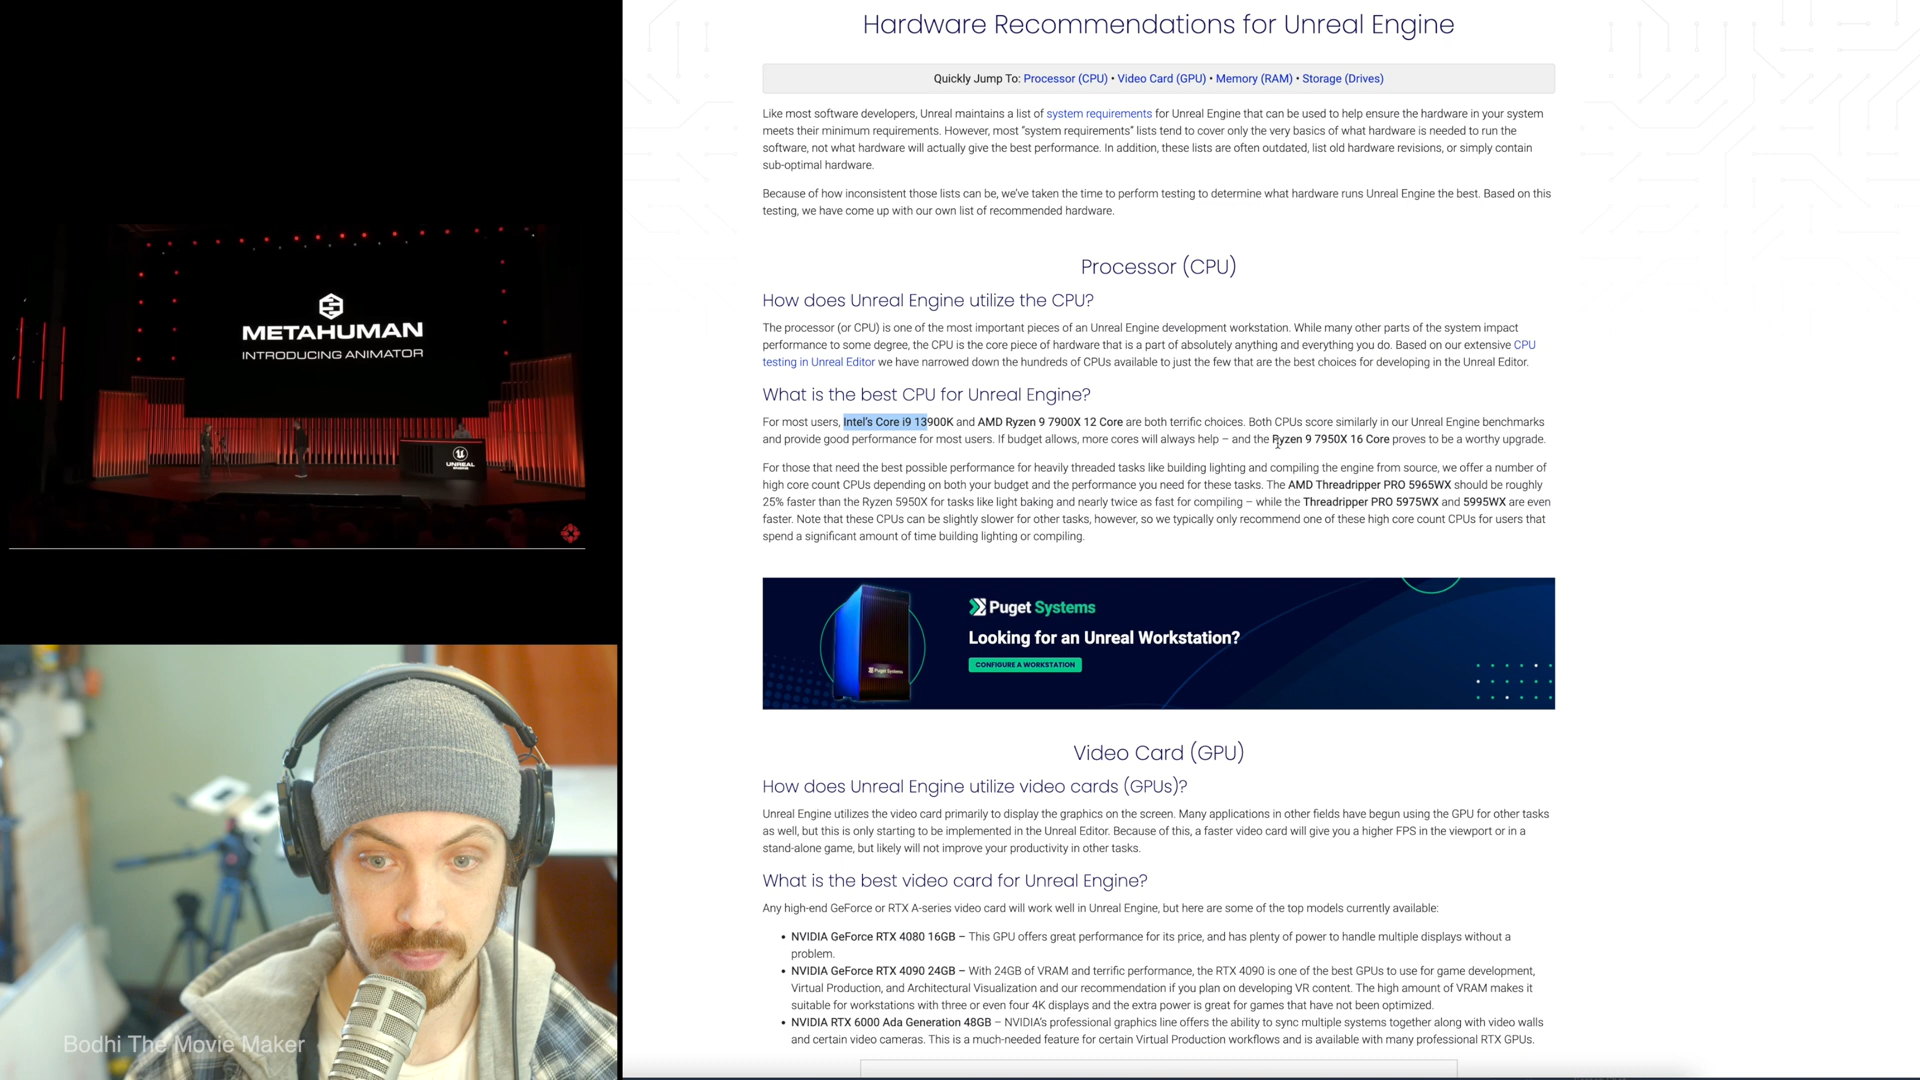 METAHUMAN
INTRODUCING ANIMATOR
UNREAL
Bodhi The Movie Maker
Hardware Recommendations for Unreal Engine
Quickly Jump To: Processor (CPU) • Video Card (GPU) • Memory (RAM) • Storage (Drives)
Like most software developers, Unreal maintains a list of system requirements for Unreal Engine that can be used to help ensure the hardware in your system
meets their minimum requirements. However, most "system requirements" lists tend to cover only the very basics of what hardware is needed to run the
software, not what hardware will actually give the best performance. In addition, these lists are often outdated, list old hardware revisions, or simply contain
sub-optimal hardware.
Because of how inconsistent those lists can be, we've taken the time to perform testing to determine what hardware runs Unreal Engine the best. Based on this
testing, we have come up with our own list of recommended hardware.
Processor (CPU)
How does Unreal Engine utilize the CPU?
The processor (or CPU) is one of the most important pieces of an Unreal Engine development workstation. While many other parts of the system impact
performance to some degree, the CPU is the core piece of hardware that is a part of absolutely anything and everything you do. Based on our extensive CPU
testing in Unreal Editor we have narrowed down the hundreds of CPUs available to just the few that are the best choices for developing in the Unreal Editor.
What is the best CPU for Unreal Engine?
For most users, Intel's Core i9 13900K and AMD Ryzen 9 7900X 12 Core are both terrific choices. Both CPUs score similarly in our Unreal Engine benchmarks
and provide good performance for most users. If budget allows, more cores will always help – and the Ryzen 9 7950X 16 Core proves to be a worthy upgrade.
For those that need the best possible performance for heavily threaded tasks like building lighting and compiling the engine from source, we offer a number of
high core count CPUs depending on both your budget and the performance you need for these tasks. The AMD Threadripper PRO 5965WX should be roughly
25% faster than the Ryzen 5950X for tasks like light baking and nearly twice as fast for compiling – while the Threadripper PRO 5975WX and 5995WX are even
faster. Note that these CPUs can be slightly slower for other tasks, however, so we typically only recommend one of these high core count CPUs for users that
spend a significant amount of time building lighting or compiling.
Puget Systems
Looking for an Unreal Workstation?
CONFIGURE A WORKSTATION
Puget Systems
Video Card (GPU)
How does Unreal Engine utilize video cards (GPUs)?
Unreal Engine utilizes the video card primarily to display the graphics on the screen. Many applications in other fields have begun using the GPU for other tasks
as well, but this is only starting to be implemented in the Unreal Editor. Because of this, a faster video card will give you a higher FPS in the viewport or in a
stand-alone game, but likely will not improve your productivity in other tasks.
What is the best video card for Unreal Engine?
Any high-end GeForce or RTX A-series video card will work well in Unreal Engine, but here are some of the top models currently available:
• NVIDIA GeForce RTX 4080 16GB – This GPU offers great performance for its price, and has plenty of power to handle multiple displays without a
problem.
• NVIDIA GeForce RTX 4090 24GB – With 24GB of VRAM and terrific performance, the RTX 4090 is one of the best GPUs to use for game development,
Virtual Production, and Architectural Visualization and our recommendation if you plan on developing VR content. The high amount of VRAM makes it
suitable for workstations with three or even four 4K displays and the extra power is great for games that have not been optimized.
• NVIDIA RTX 6000 Ada Generation 48GB – NVIDIA's professional graphics line offers the ability to sync multiple systems together along with video walls
and certain video cameras. This is a much-needed feature for certain Virtual Production workflows and is available with many professional RTX GPUs.